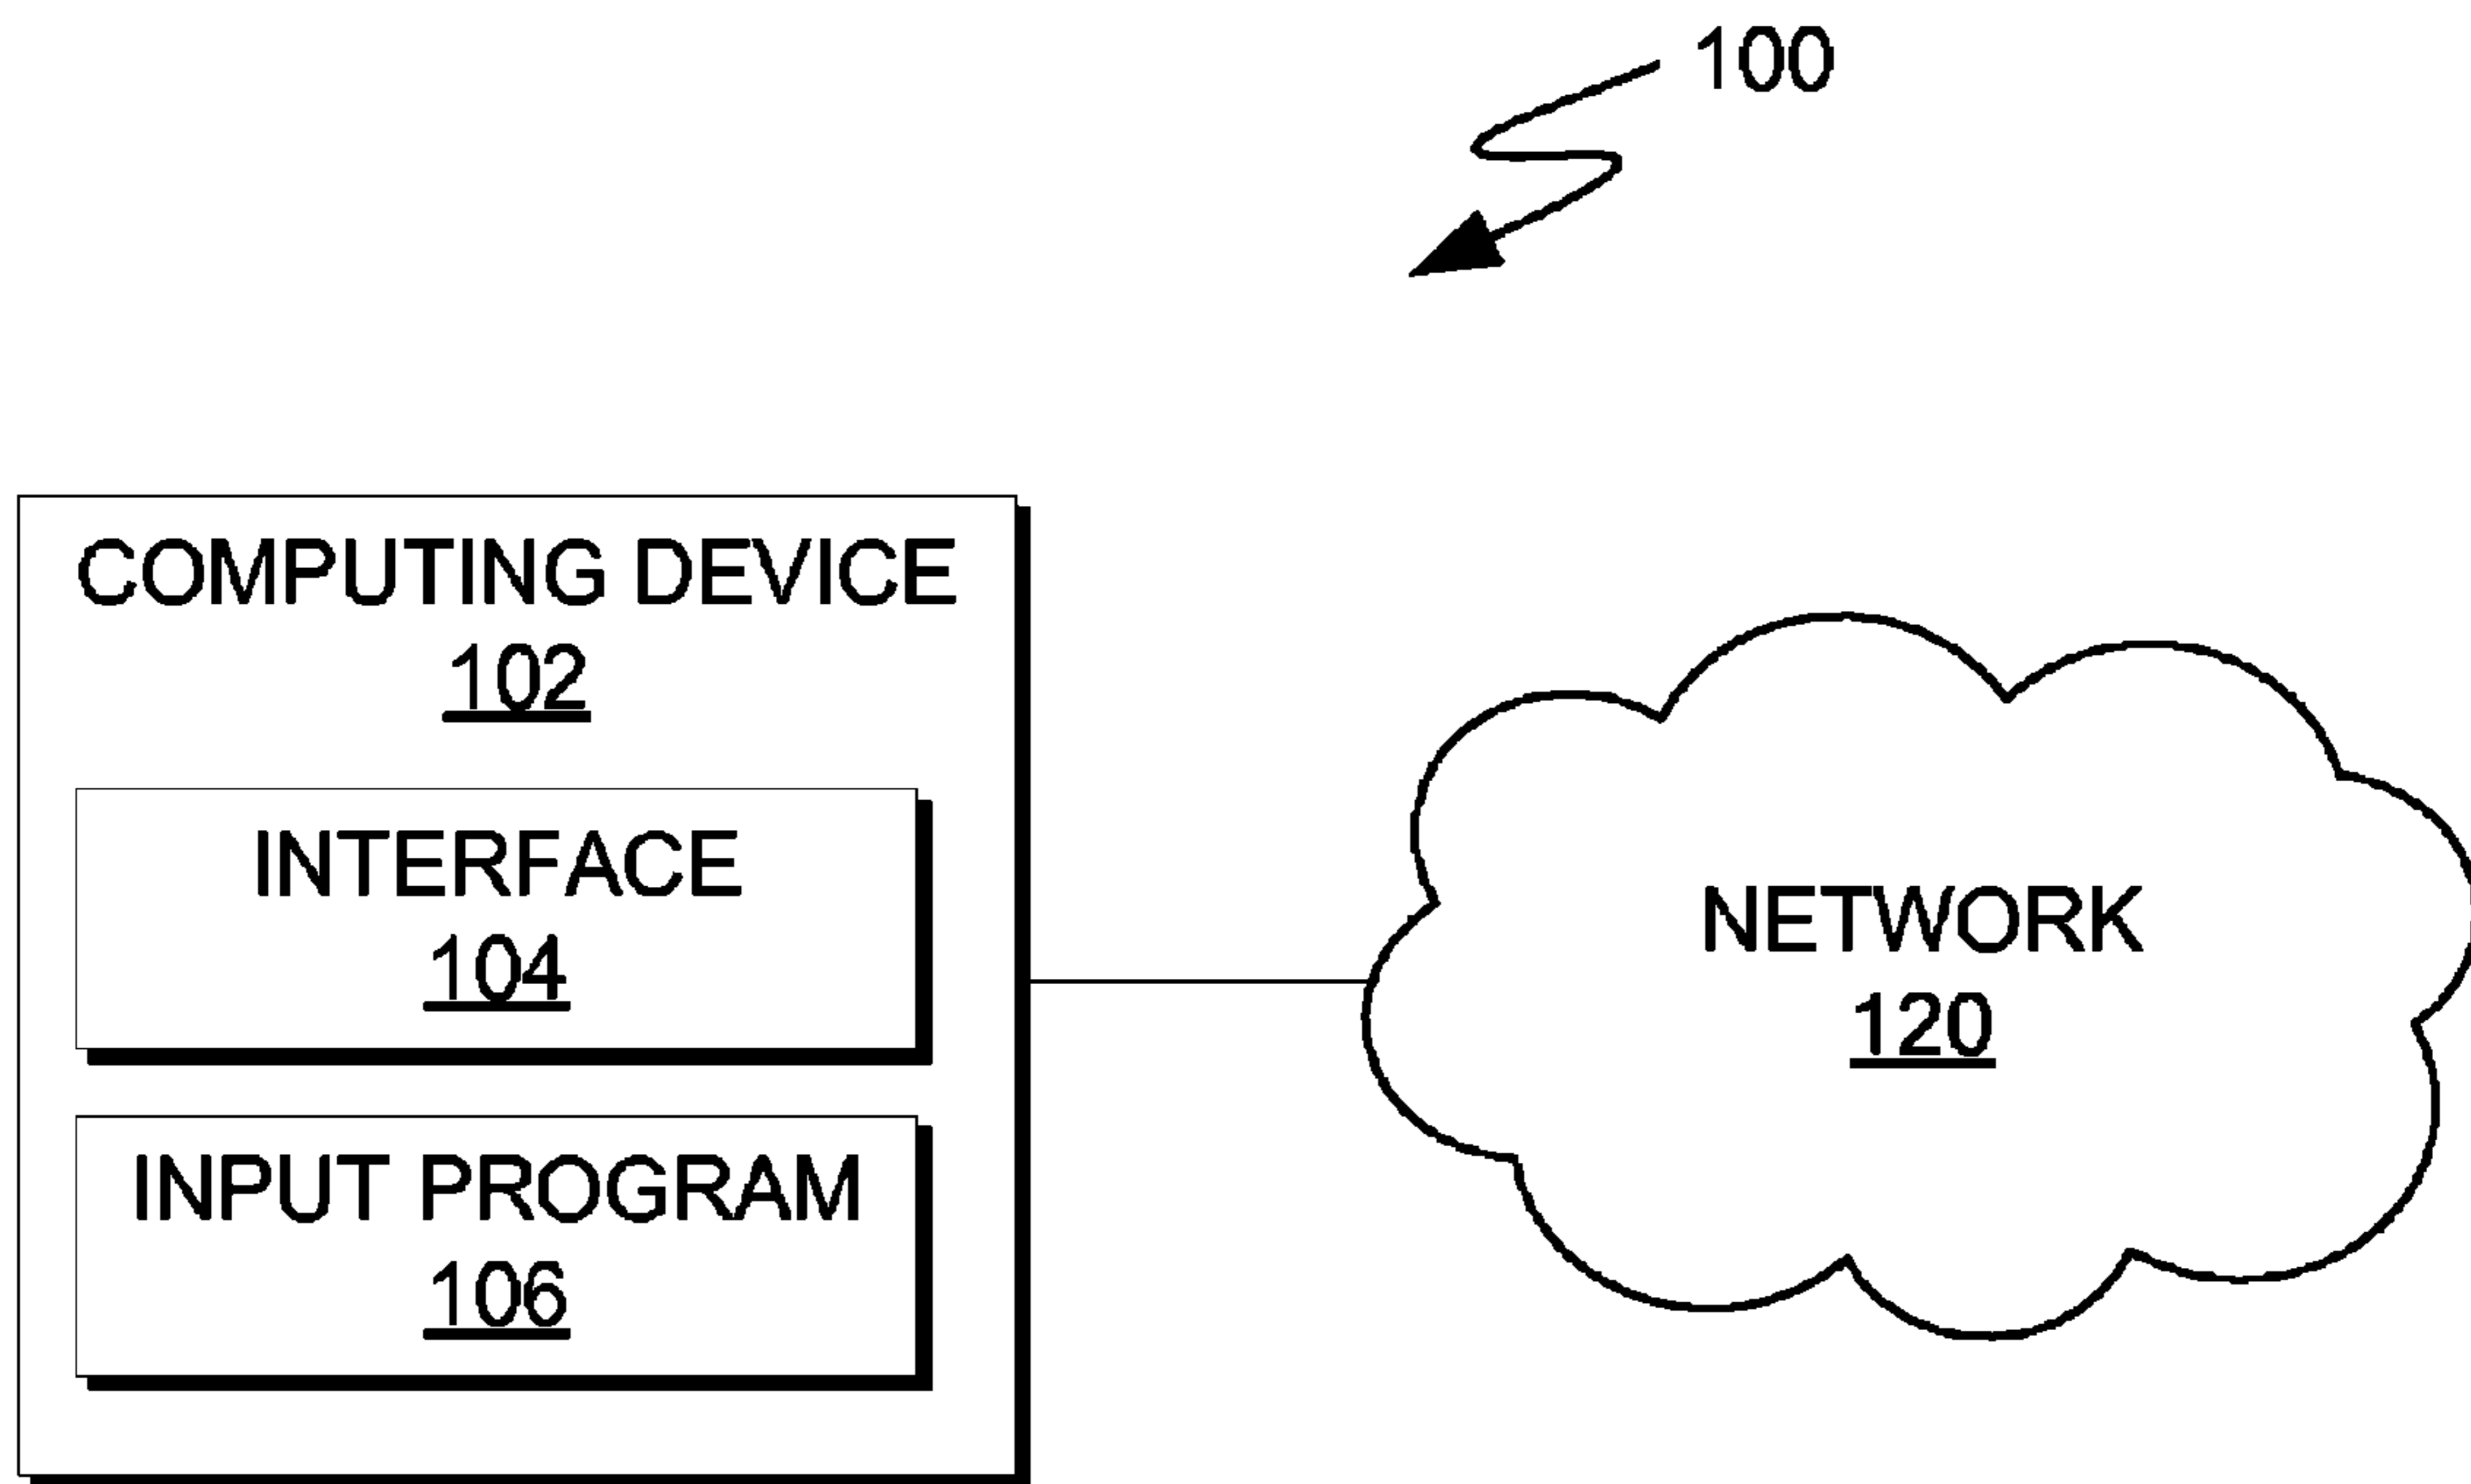 100
COMPUTING DEVICE
102
INTERFACE
104
INPUT PROGRAM
106
NETWORK
120